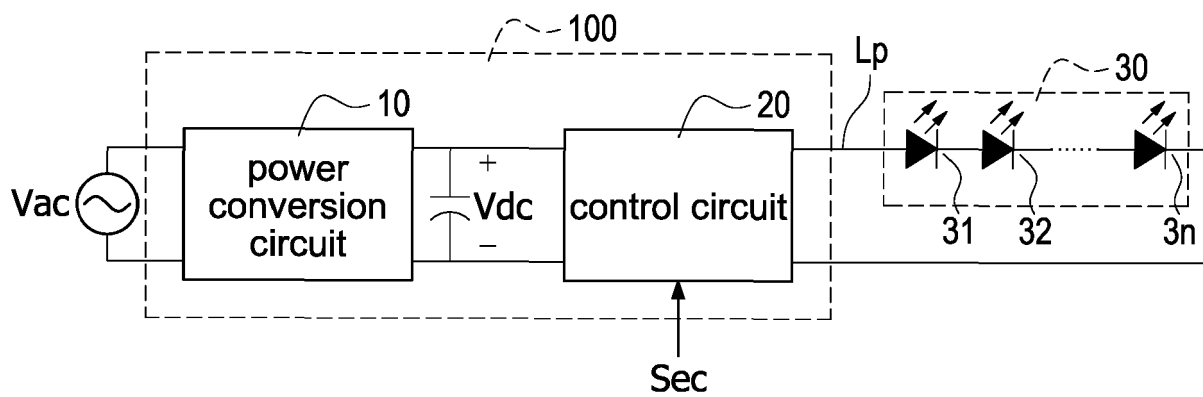 100
Lp
30
10
20
power
conversion
circuit
Vac
+
Vdc
−
control circuit
31
32
3n
Sec